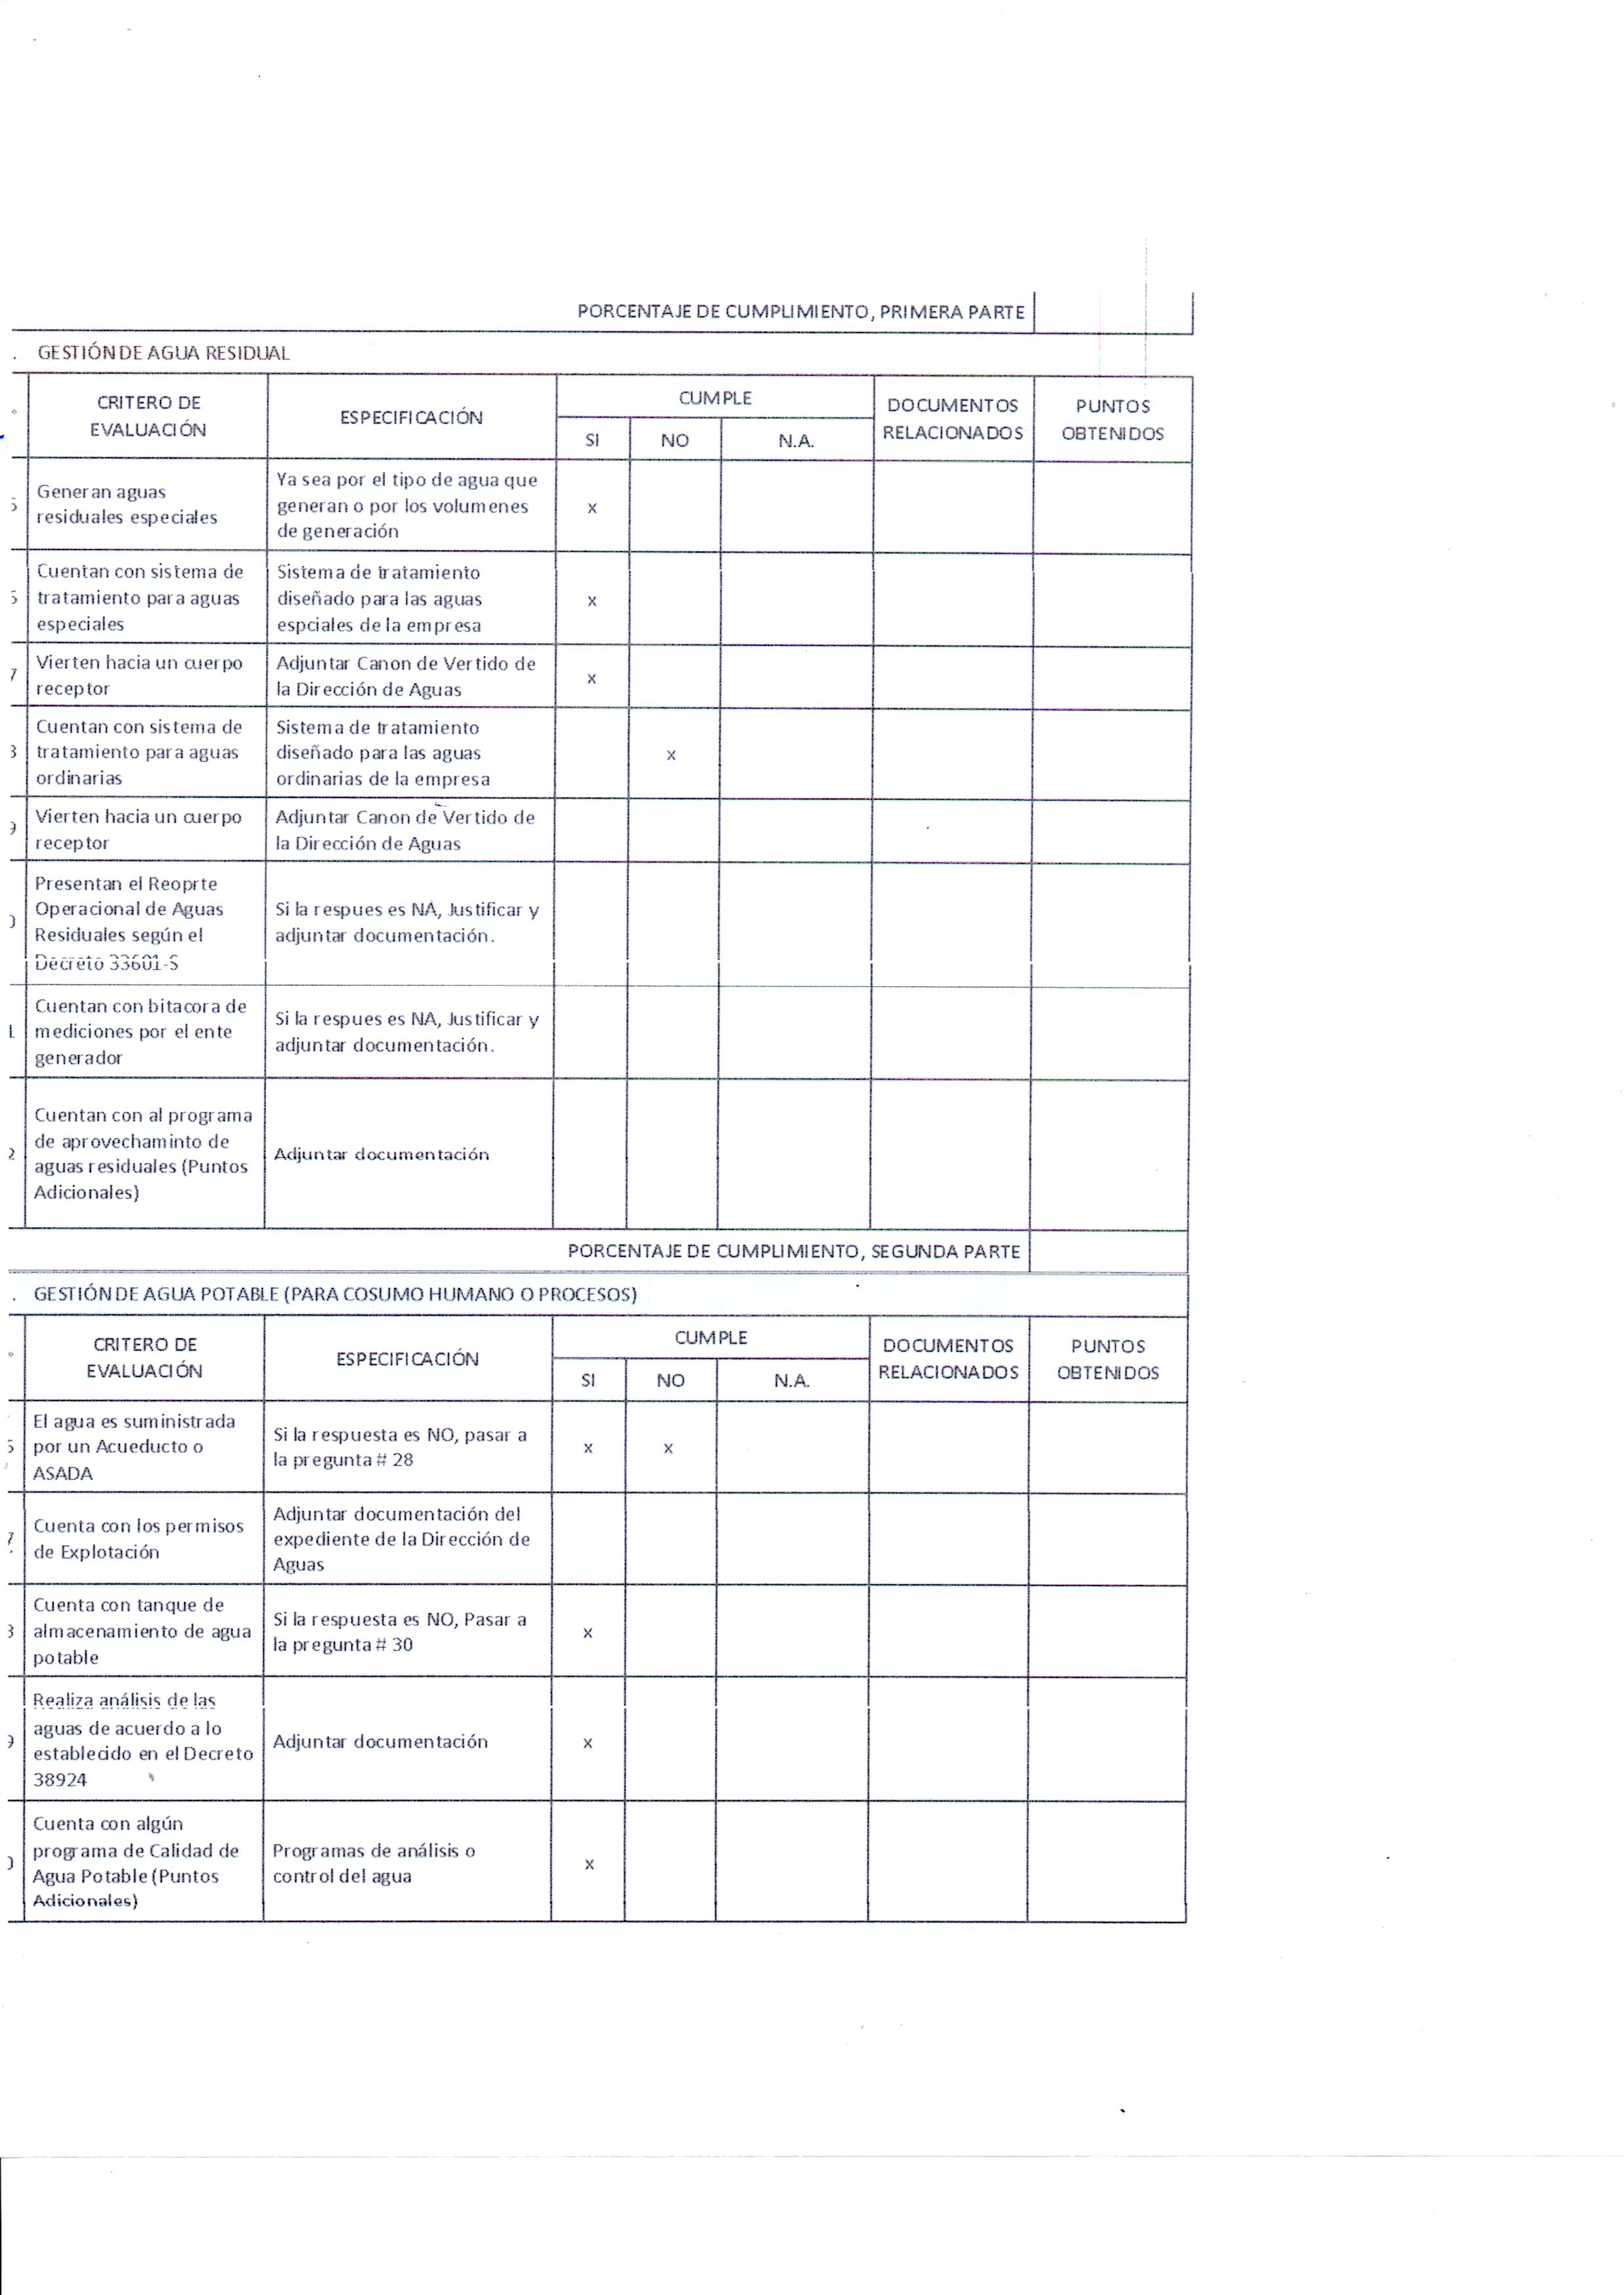 PORCENTAJE DE CUMPLIMIENTO, PRIMERA PARTE
. GESTIÓN DE AGUA RESIDUAL
CRITERO DE EVALUACIÓN
ESPECIFICACIÓN
CUMPLE
SI
NO
N.A.
DOCUMENTOS
RELACIONADOS
PUNTOS
OBTENIDOS
Generan aguas
residuales especiales
Ya sea por el tipo de agua que
generan o por los volumenes
de generación
x
Cuentan con sistema de
tratamiento para aguas
especiales
Sistema de tratamiento
diseñado para las aguas
espciales de la empresa
x
7
Vierten hacia un cuerpo
receptor
Adjuntar Canon de Vertido de
la Dirección de Aguas
x
Cuentan con sistema de
tratamiento para aguas
ordinarias
Sistema de tratamiento
diseñado para las aguas
ordinarias de la empresa
x
Vierten hacia un cuerpo
receptor
Adjuntar Canon de Vertido de
la Dirección de Aguas
Presentan el Reoprte
Operacional de Aguas
Residuales según el
Decreto 33601-S
Si la respues es NA, Justificar y
adjuntar documentación.
Cuentan con bitacora de
mediciones por el ente
generador
Si la respues es NA, Justificar y
adjuntar documentación.
2
Cuentan con al programa
de aprovechaminto de
aguas residuales (Puntos
Adicionales)
Adjuntar documentación
PORCENTAJE DE CUMPLIMIENTO, SEGUNDA PARTE
. GESTIÓN DE AGUA POTABLE (PARA COSUMO HUMANO O PROCESOS)
CRITERO DE
EVALUACIÓN
ESPECIFICACIÓN
CUMPLE
SI
NO
N.A.
DOCUMENTOS
RELACIONADOS
PUNTOS
OBTENIDOS
El agua es suministrada
por un Acueducto o
ASADA
Si la respuesta es NO, pasar a
la pregunta # 28
x
x
7
Cuenta con los permisos
de Explotación
Adjuntar documentación del
expediente de la Dirección de
Aguas
Cuenta con tanque de
almacenamiento de agua
potable
Si la respuesta es NO, Pasar a
la pregunta # 30
x
Realiza análisis de las
aguas de acuerdo a lo
establecido en el Decreto
38924
Adjuntar documentación
x
Cuenta con algún
programa de Calidad de
Agua Potable (Puntos
Adicionales)
Programas de análisis o
control del agua
x